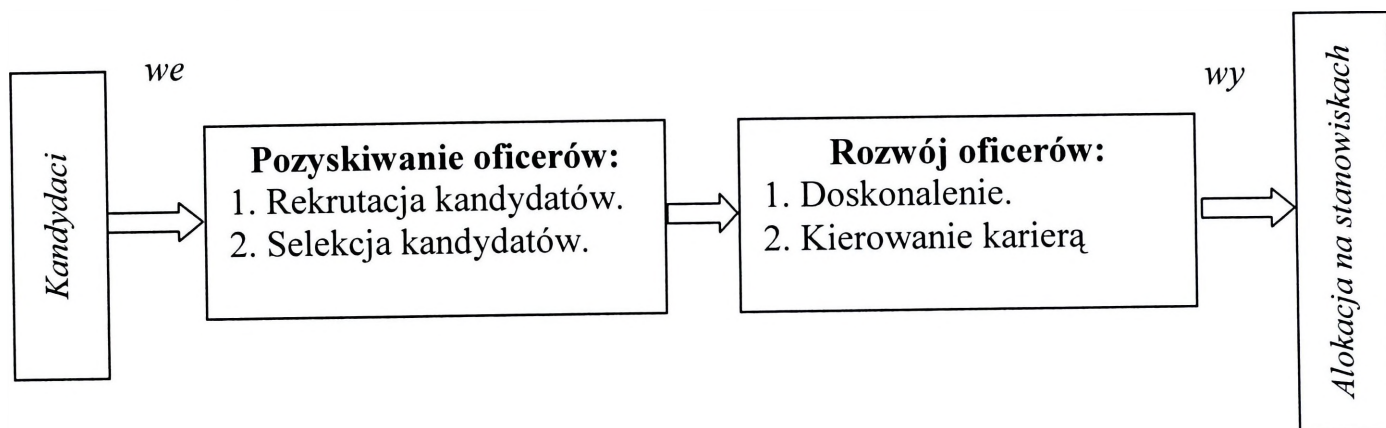 Kandydaci
we
Pozyskiwanie oficerów:
1. Rekrutacja kandydatów.
2. Selekcja kandydatów.
Rozwój oficerów:
1. Doskonalenie.
2. Kierowanie karierą
wy
Alokacja na stanowiskach